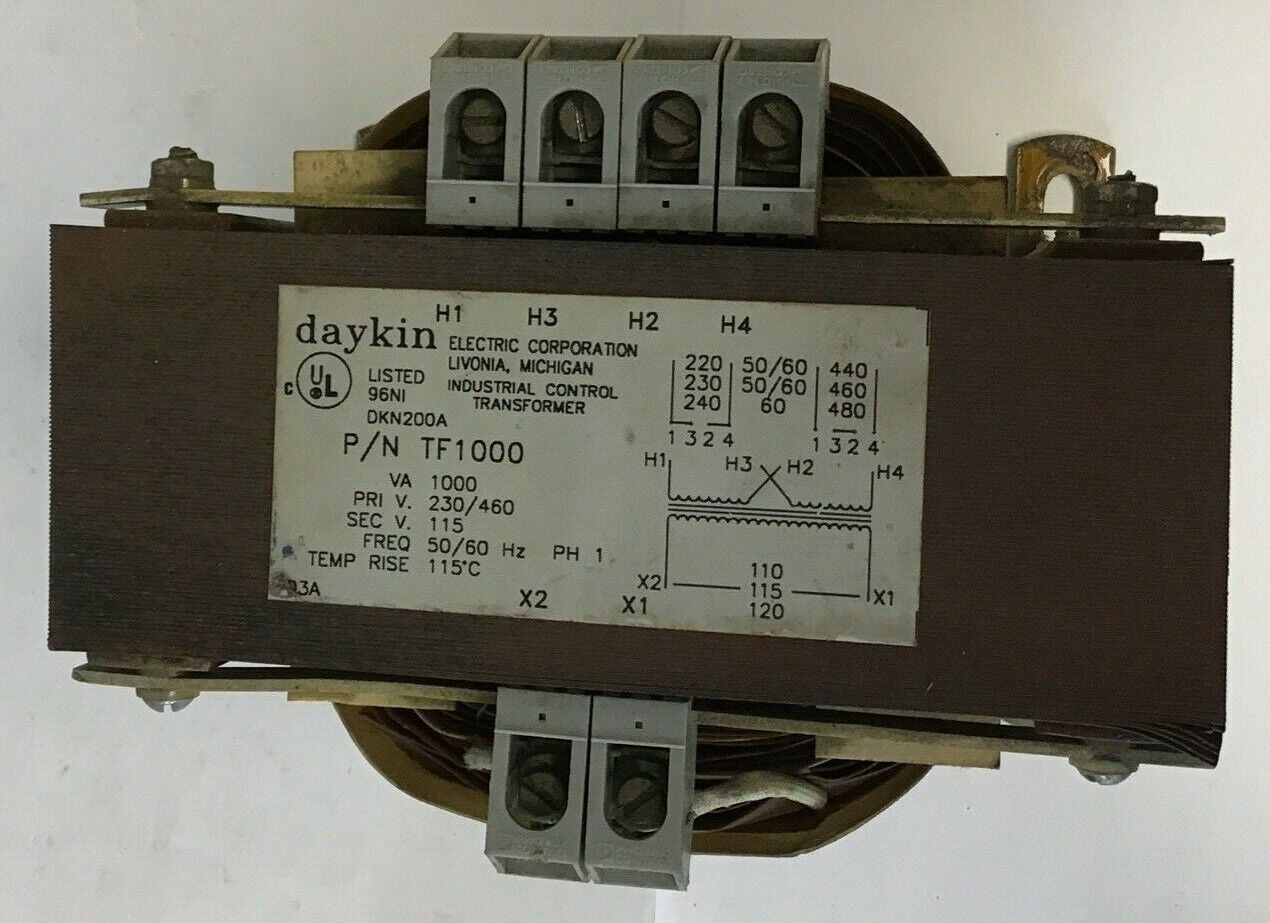 H1 H3 H2 H4
daykin
ELECTRIC CORPORATION
LIVONIA, MICHIGAN
INDUSTRIAL CONTROL
TRANSFORMER
C UL
LISTED
96NI
DKN200A
P/N TF1000
VA 1000
PRI V. 230/460
SEC V. 115
FREQ 50/60 Hz PH 1
TEMP RISE 115°C
03A
X2 X1
220 50/60 440
230 50/60 460
240 60 480
1 3 2 4 1 3 2 4
H1 H3 H2 H4
110
X2 115 X1
120